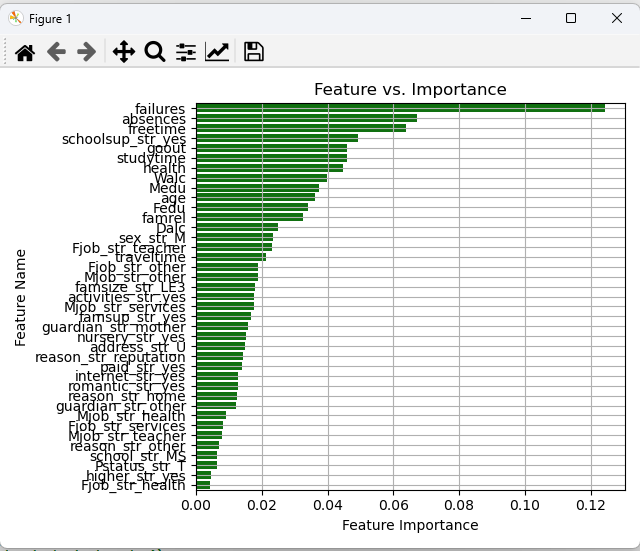 Figure 1
Feature vs. Importance
failures
absences
freetime
schoolsup_str_yes
goout
studytime
health
Walc
Medu
age
Fedu
famrel
Dalc
sex_str_M
Fjob_str_teacher
traveltime
Fjob_str_other
Mjob_str_other
famsize_str_LE3
activities_str_yes
Mjob_str_services
famsup_str_yes
guardian_str_mother
nursery_str_yes
address_str_U
reason_str_reputation
paid_str_yes
internet_str_yes
romantic_str_yes
reason_str_home
guardian_str_other
Mjob_str_health
Fjob_str_services
Mjob_str_teacher
reason_str_other
school_str_MS
Pstatus_str_T
higher_str_yes
Fjob_str_health
Feature Name
0.00 0.02 0.04 0.06 0.08 0.10 0.12
Feature Importance